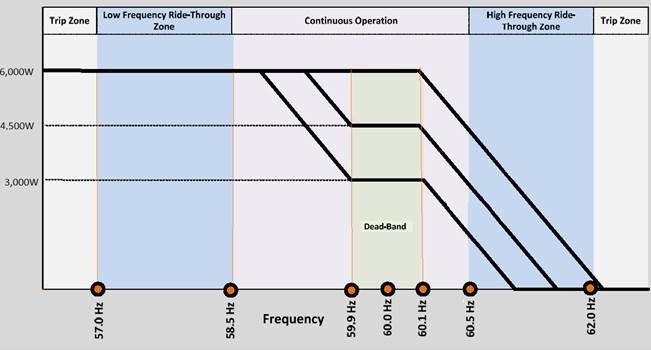 Trip Zone
Low Frequency Ride-Through
Zone
Continuous Operation
High Frequency Ride-
Through Zone
Trip Zone
6,000W
4,500W
3,000W
Dead-Band
57.0 Hz
58.5 Hz
Frequency
59.9 Hz
60.0 Hz
60.1 Hz
60.5 Hz
62.0 Hz